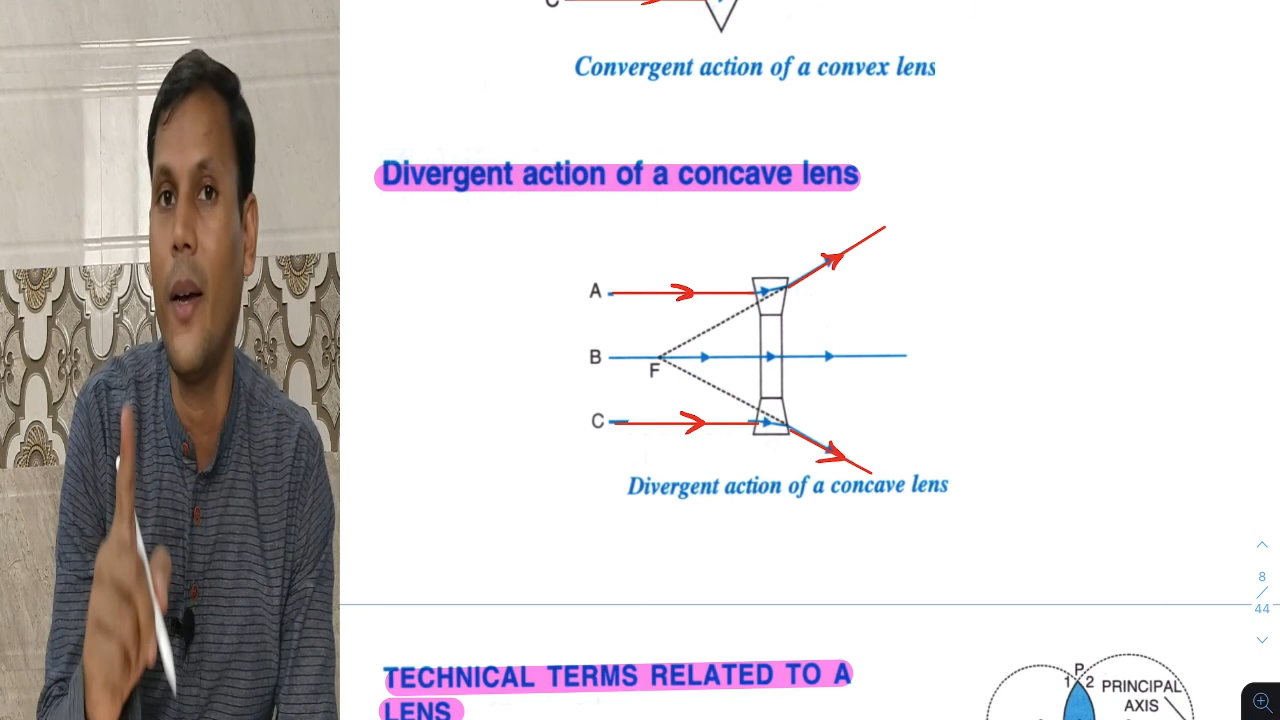 C
Convergent action of a convex lens
Divergent action of a concave lens
A
B
F
C
Divergent action of a concave lens
8
/
44
TECHNICAL TERMS RELATED TO A
LENS
P
1 2
PRINCIPAL
AXIS